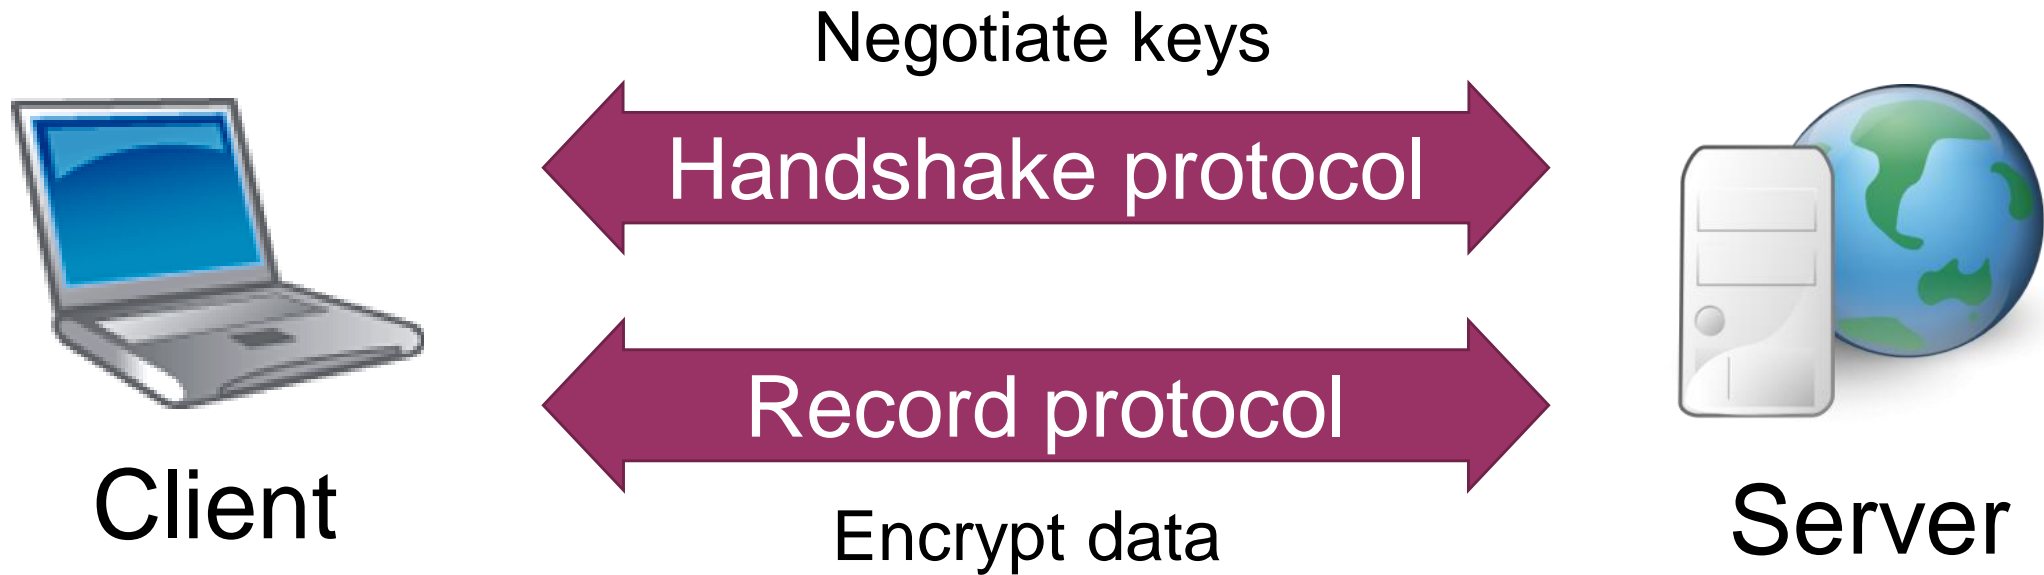 Negotiate keys
Handshake protocol
Record protocol
Client
Encrypt data
Server